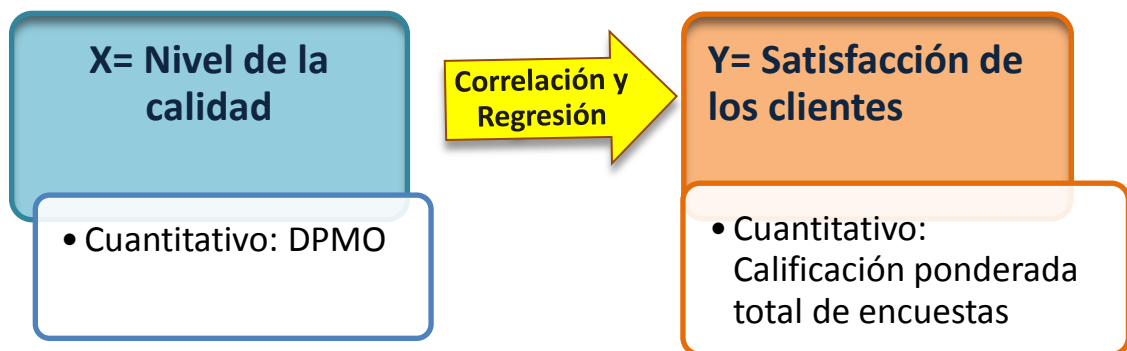 X= Nivel de la
calidad
• Cuantitativo: DPMO
Correlación y
Regresión
Y= Satisfacción de
los clientes
• Cuantitativo:
Calificación ponderada
total de encuestas